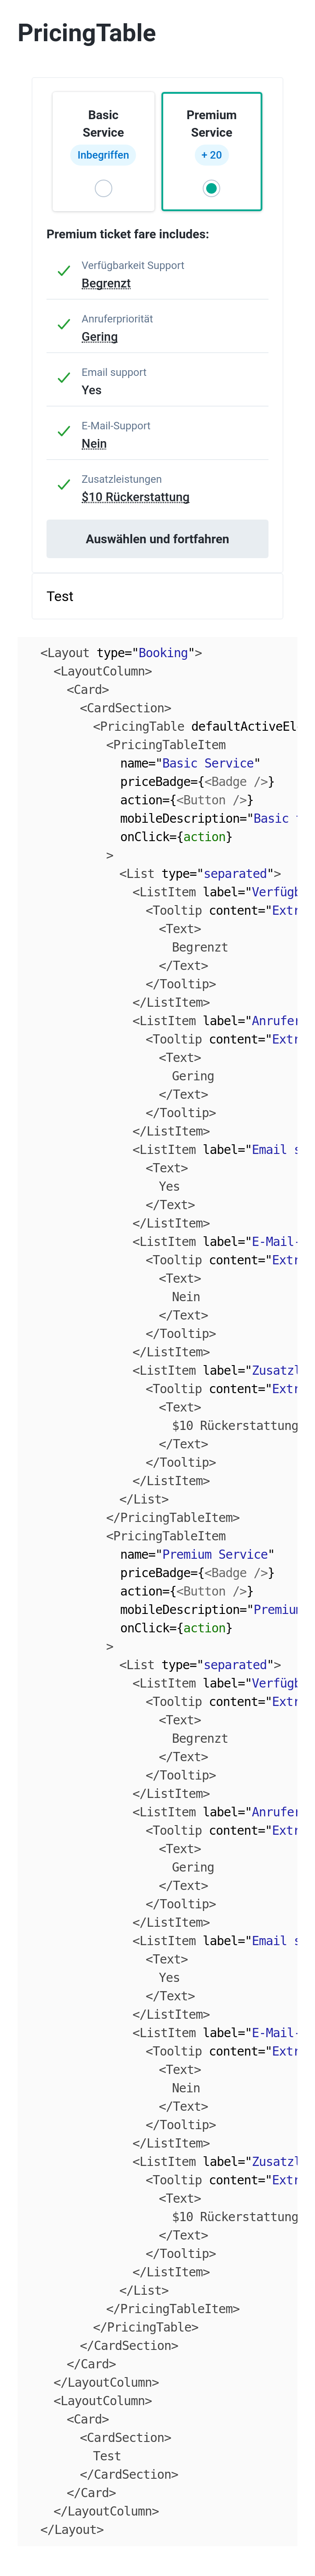 PricingTable
Basic
Service
Inbegriffen
Premium
Service
+ 20
Premium ticket fare includes:
Verfügbarkeit Support
Begrenzt
Anruferpriorität
Gering
Email support
Yes
E-Mail-Support
Nein
Zusatzleistungen
$10 Rückerstattung
Auswählen und fortfahren
Test
<Layout type="Booking">
<LayoutColumn>
<Card>
<CardSection>
<PricingTable defaultActiveEl
<PricingTableItem
name="Basic Service"
priceBadge={<Badge />}
action={<Button />}
mobileDescription="Basic
onClick={action}
>
<List type="separated">
<ListItem label="Verfügb
<Tooltip content="Extr
<Text>
Begrenzt
</Text>
</Tooltip>
</ListItem>
<ListItem label="Anrufer
<Tooltip content="Extr
<Text>
Gering
</Text>
</Tooltip>
</ListItem>
<ListItem label="Email s
<Text>
Yes
</Text>
</ListItem>
<ListItem label="E-Mail-
<Tooltip content="Extr
<Text>
Nein
</Text>
</Tooltip>
</ListItem>
<ListItem label="Zusatzl
<Tooltip content="Extr
<Text>
$10 Rückerstattung
</Text>
</Tooltip>
</ListItem>
</List>
</PricingTableItem>
<PricingTableItem
name="Premium Service"
priceBadge={<Badge />}
action={<Button />}
mobileDescription="Premium
onClick={action}
>
<List type="separated">
<ListItem label="Verfügb
<Tooltip content="Extr
<Text>
Begrenzt
</Text>
</Tooltip>
</ListItem>
<ListItem label="Anrufer
<Tooltip content="Extr
<Text>
Gering
</Text>
</Tooltip>
</ListItem>
<ListItem label="Email s
<Text>
Yes
</Text>
</ListItem>
<ListItem label="E-Mail-
<Tooltip content="Extr
<Text>
Nein
</Text>
</Tooltip>
</ListItem>
<ListItem label="Zusatzl
<Tooltip content="Extr
<Text>
$10 Rückerstattung
</Text>
</Tooltip>
</ListItem>
</List>
</PricingTableItem>
</PricingTable>
</CardSection>
</Card>
</LayoutColumn>
<LayoutColumn>
<Card>
<CardSection>
Test
</CardSection>
</Card>
</LayoutColumn>
</Layout>